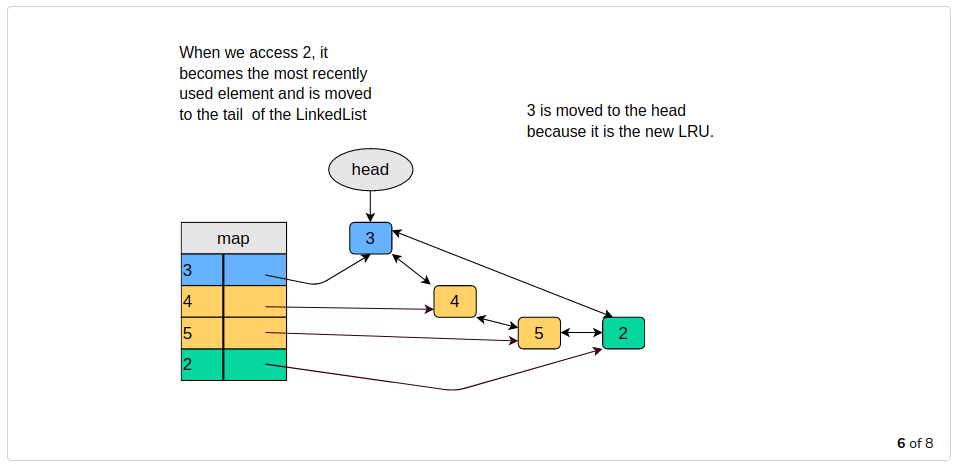 When we access 2, it
becomes the most recently
used element and is moved
to the tail  of the LinkedList
3 is moved to the head
because it is the new LRU.
head
map
3
4
5
2
3
4
5
2
6 of 8